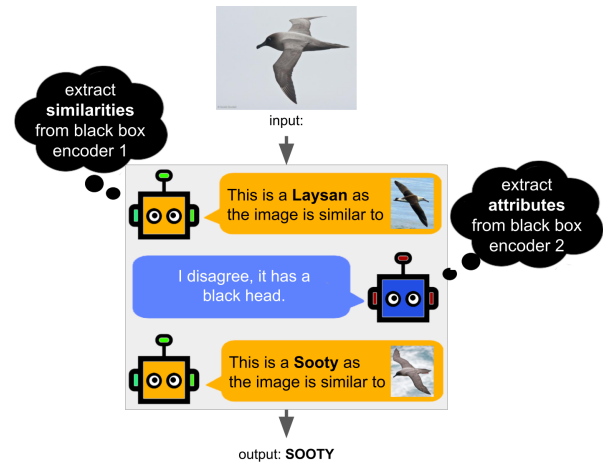 input:
extract
similarities
from black box
encoder 1
This is a Laysan as
the image is similar to
extract
attributes
from black box
encoder 2
I disagree, it has a
black head.
This is a Sooty as
the image is similar to
output: SOOTY